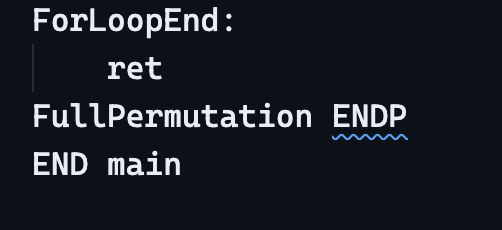 ForLoopEnd:
ret
FullPermutation ENDP
END main